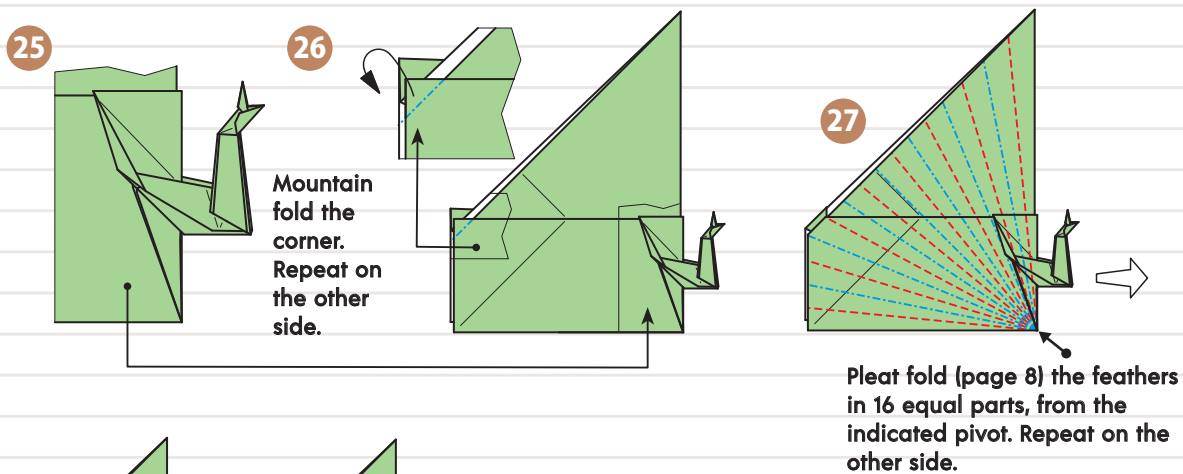 25
26
Mountain
fold the
corner.
Repeat on
the other
side.
27
Pleat fold (page 8) the feathers
in 16 equal parts, from the
indicated pivot. Repeat on the
other side.